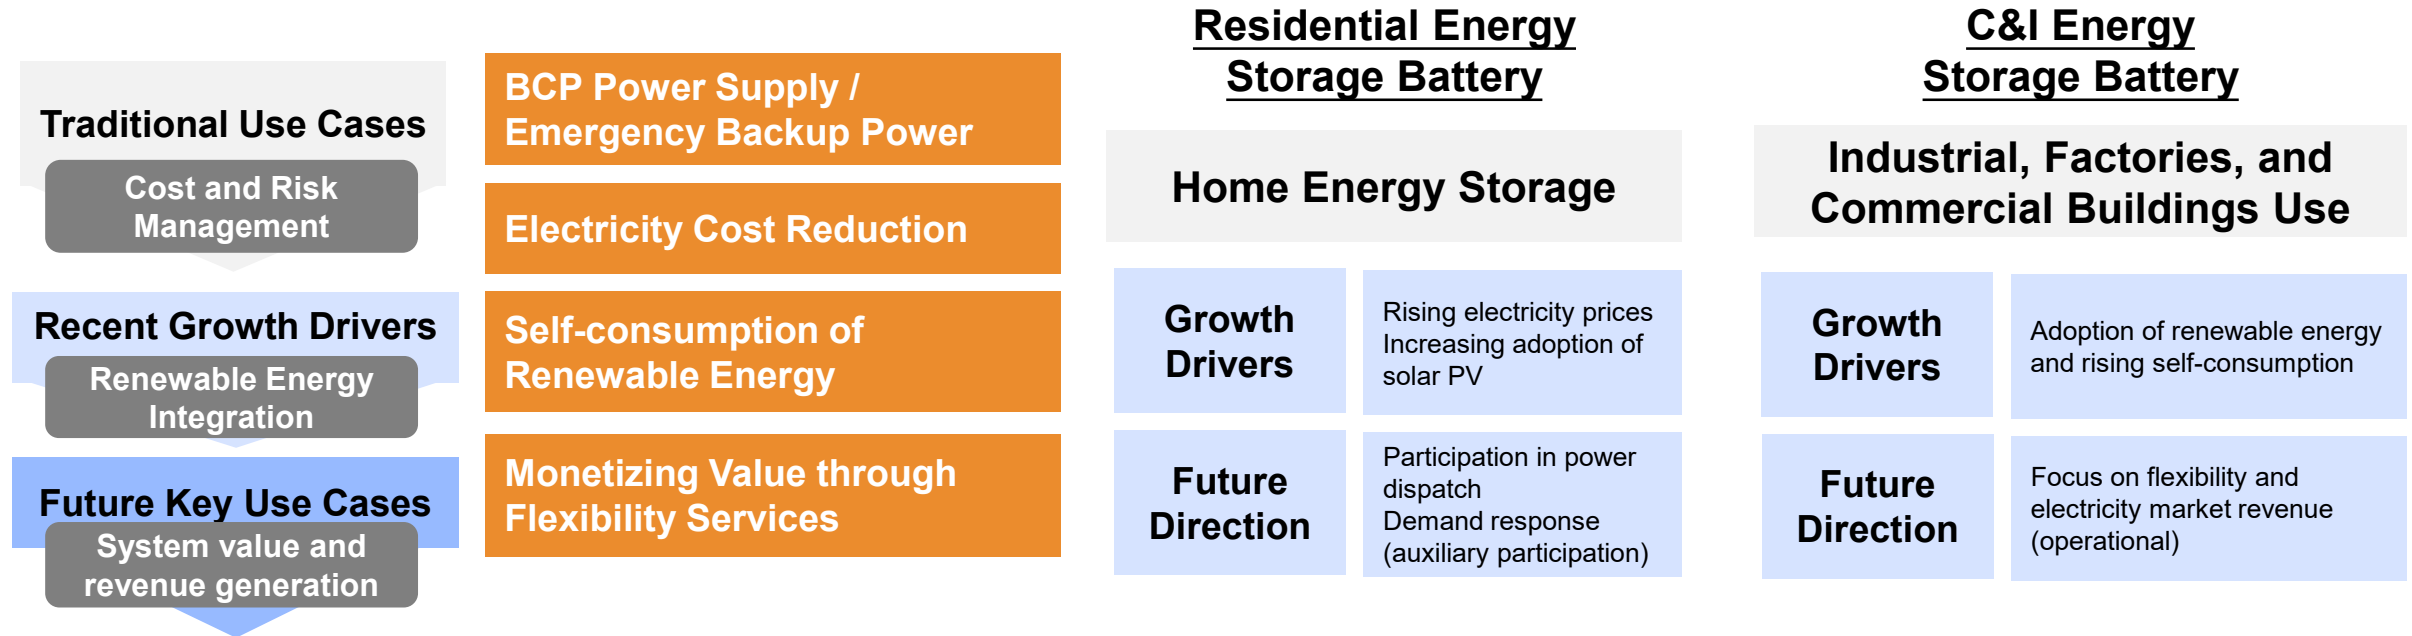 Traditional Use Cases
Cost and Risk
Management
Recent Growth Drivers
Renewable Energy
Integration
Future Key Use Cases
System value and
revenue generation
BCP Power Supply /
Emergency Backup Power
Electricity Cost Reduction
Self-consumption of
Renewable Energy
Monetizing Value through
Flexibility Services
Residential Energy
Storage Battery
Home Energy Storage
Growth
Drivers
Rising electricity prices
Increasing adoption of
solar PV
Future
Direction
Participation in power
dispatch
Demand response
(auxiliary participation)
C&I Energy
Storage Battery
Industrial, Factories, and
Commercial Buildings Use
Growth
Drivers
Adoption of renewable energy
and rising self-consumption
Future
Direction
Focus on flexibility and
electricity market revenue
(operational)